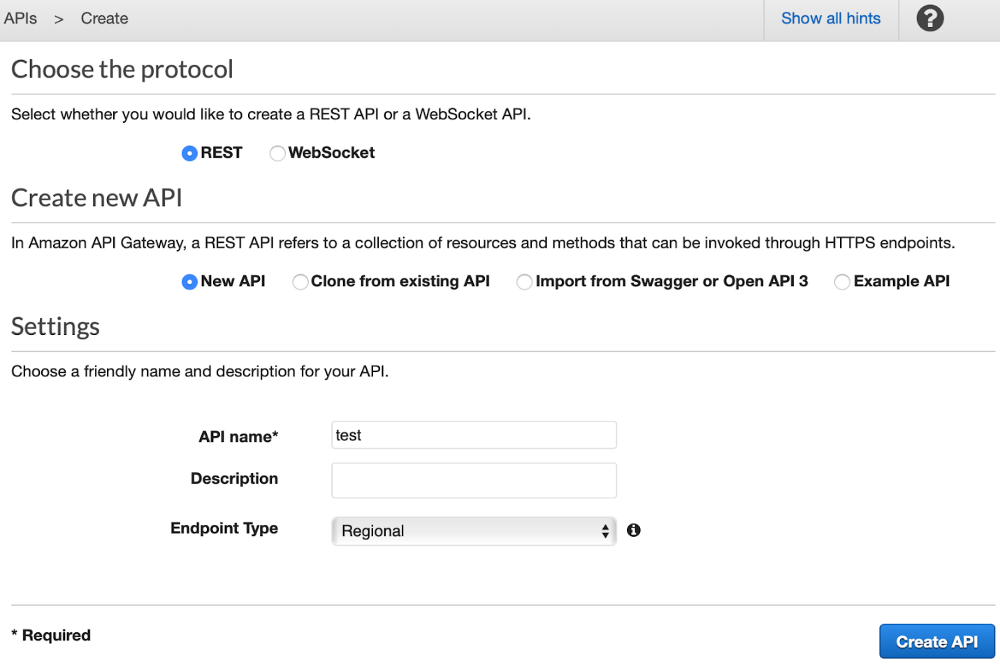 APIs > Create
Show all hints
?
Choose the protocol
Select whether you would like to create a REST API or a WebSocket API.
REST WebSocket
Create new API
In Amazon API Gateway, a REST API refers to a collection of resources and methods that can be invoked through HTTPS endpoints.
New API Clone from existing API Import from Swagger or Open API 3 Example API
Settings
Choose a friendly name and description for your API.
API name* test
Description
Endpoint Type Regional
* Required
Create API